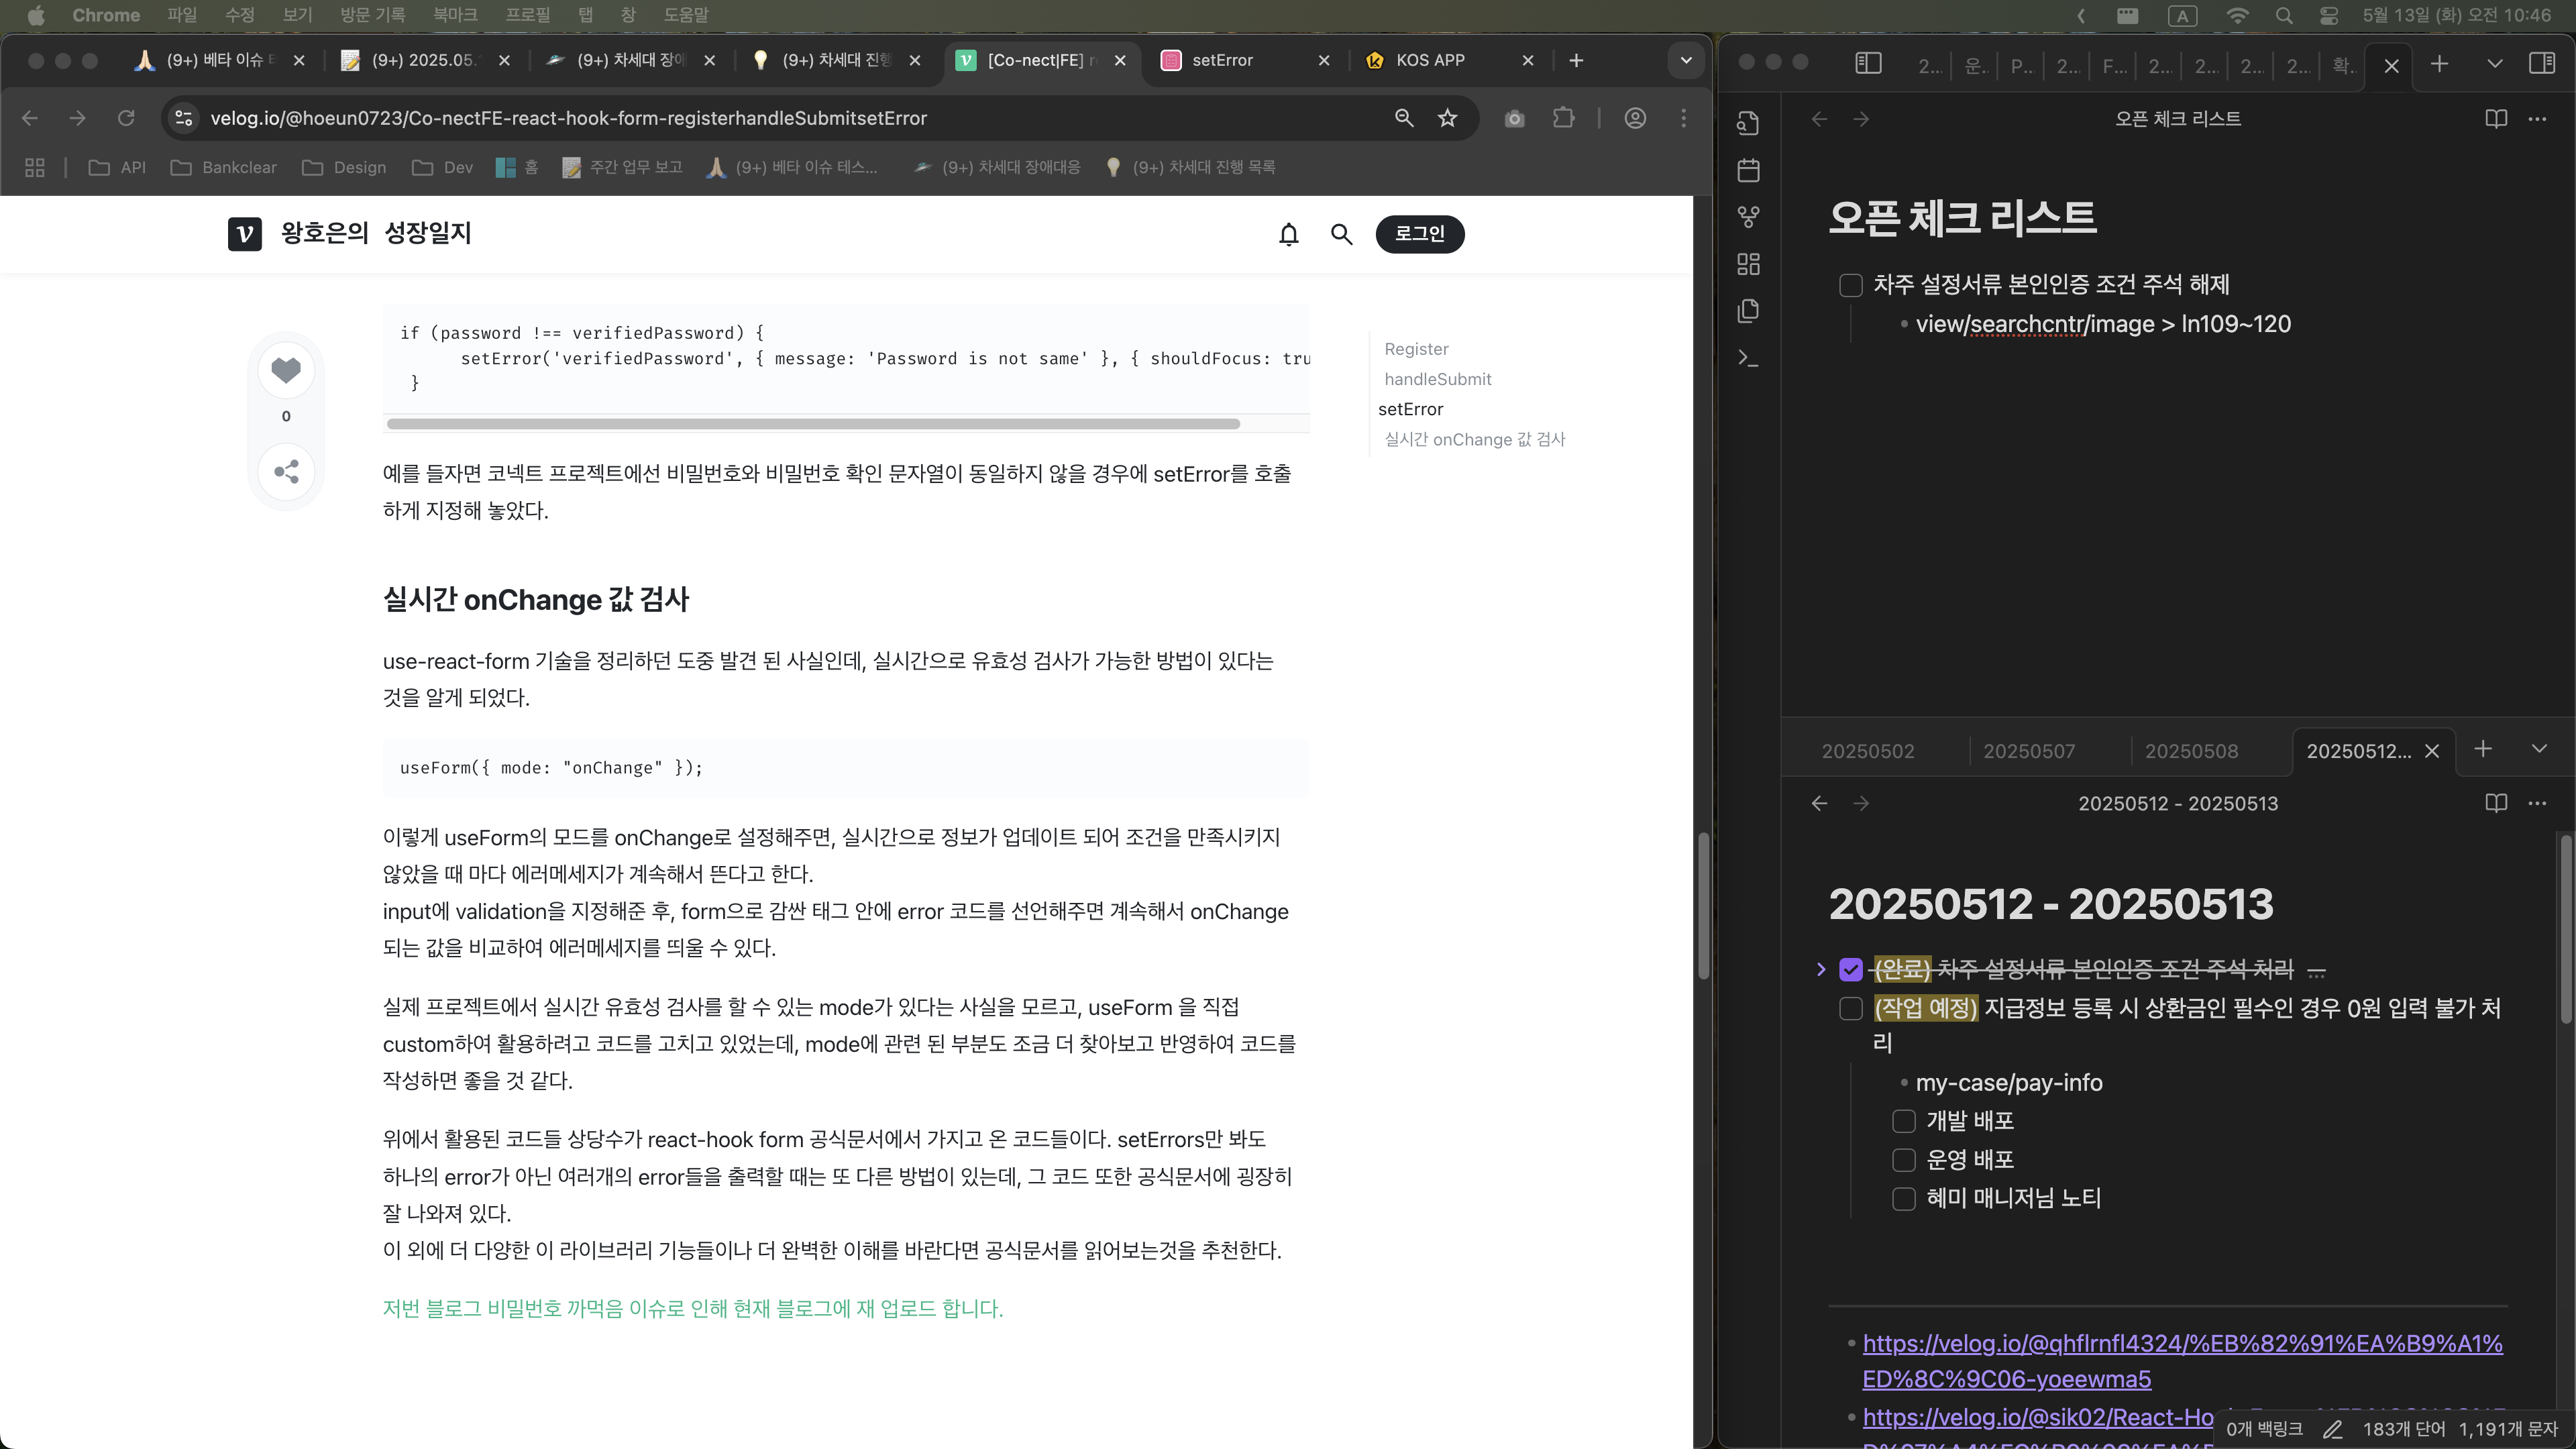 Chrome 파일 수정 보기 방문 기록 북마크 프로필 탭 창 도움말
A 5월 13일 (화) 오전 10:46
(9+) 베타 이슈 (9+) 2025.05. (9+) 차세대 장애 (9+) 차세대 진행 [Co-nect|FE] setError KOS APP
velog.io/@hoeun0723/Co-nectFE-react-hook-form-registerhandleSubmitsetError
API Bankclear Design Dev 홈 주간 업무 보고 (9+) 베타 이슈 테스... (9+) 차세대 장애대응 (9+) 차세대 진행 목록
왕호은의 성장일지
로그인
if (password !== verifiedPassword) {
setError('verifiedPassword', { message: 'Password is not same' }, { shouldFocus: tru
}
0
Register
handleSubmit
setError
실시간 onChange 값 검사
예를 들자면 코넥트 프로젝트에선 비밀번호와 비밀번호 확인 문자열이 동일하지 않을 경우에 setError를 호출
하게 지정해 놓았다.
실시간 onChange 값 검사
use-react-form 기술을 정리하던 도중 발견 된 사실인데, 실시간으로 유효성 검사가 가능한 방법이 있다는
것을 알게 되었다.
useForm({ mode: "onChange" });
이렇게 useForm의 모드를 onChange로 설정해주면, 실시간으로 정보가 업데이트 되어 조건을 만족시키지
않았을 때 마다 에러메세지가 계속해서 뜬다고 한다.
input에 validation을 지정해준 후, form으로 감싼 태그 안에 error 코드를 선언해주면 계속해서 onChange
되는 값을 비교하여 에러메세지를 띄울 수 있다.
실제 프로젝트에서 실시간 유효성 검사를 할 수 있는 mode가 있다는 사실을 모르고, useForm 을 직접
custom하여 활용하려고 코드를 고치고 있었는데, mode에 관련 된 부분도 조금 더 찾아보고 반영하여 코드를
작성하면 좋을 것 같다.
위에서 활용된 코드들 상당수가 react-hook form 공식문서에서 가지고 온 코드들이다. setErrors만 봐도
하나의 error가 아닌 여러개의 error들을 출력할 때는 또 다른 방법이 있는데, 그 코드 또한 공식문서에 굉장히
잘 나와져 있다.
이 외에 더 다양한 이 라이브러리 기능들이나 더 완벽한 이해를 바란다면 공식문서를 읽어보는것을 추천한다.
저번 블로그 비밀번호 까먹음 이슈로 인해 현재 블로그에 재 업로드 합니다.
2... 운. P... 2... F... 2... 2... 2... 2... 확.
오픈 체크 리스트
오픈 체크 리스트
차주 설정서류 본인인증 조건 주석 해제
view/searchcntr/image > ln109~120
20250502 20250507 20250508 20250512...
20250512 - 20250513
20250512 - 20250513
(완료) 차주 설정서류 본인인증 조건 주석 처리 ...
(작업 예정) 지급정보 등록 시 상환금인 필수인 경우 0원 입력 불가 처
리
my-case/pay-info
개발 배포
운영 배포
혜미 매니저님 노티
https://velog.io/@qhflrnfl4324/%EB%82%91%EA%B9%A1%
ED%8C%9C06-yoeewma5
https://velog.io/@sik02/React-Ho
0개 백링크 183개 단어 1,191개 문자